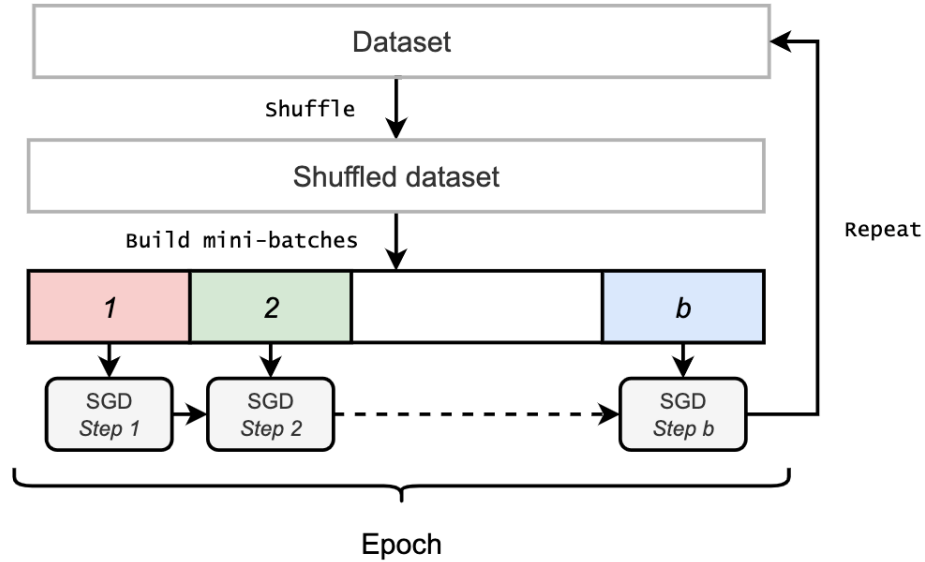 Dataset
Shuffle
Shuffled dataset
Build mini-batches
Repeat
1
2
b
SGD
Step 1
SGD
Step 2
SGD
Step b
Epoch